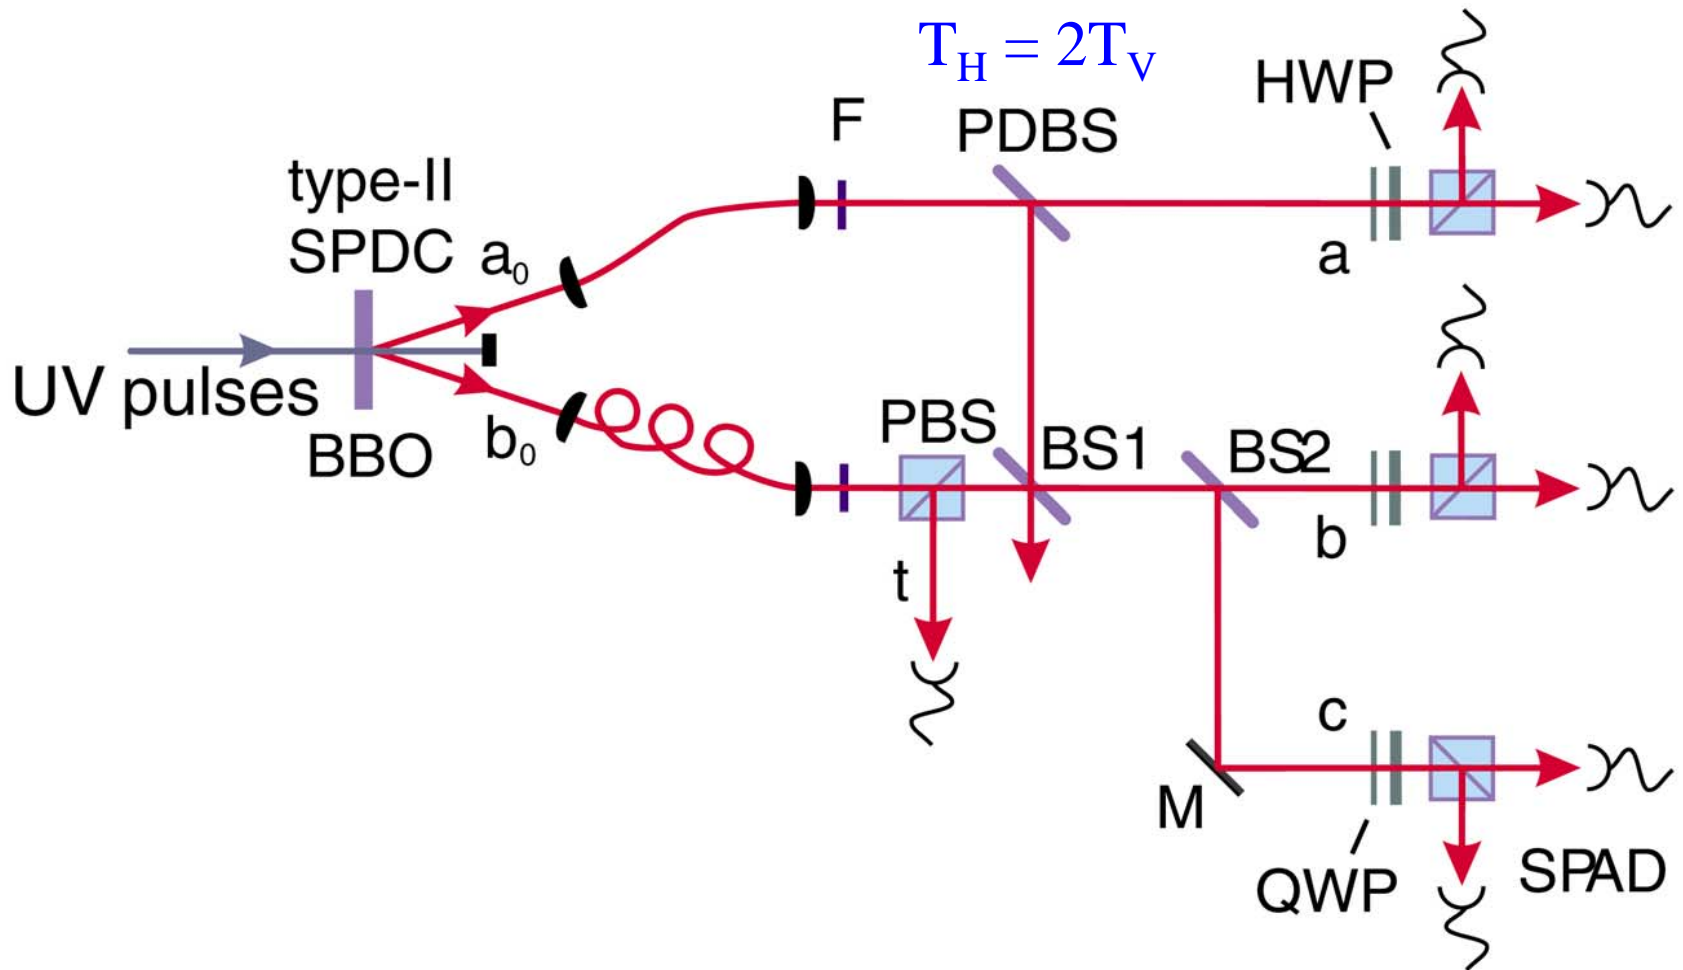 T_H = 2T_V
HWP
F
PDBS
type-II
SPDC
a₀
a
UV pulses
BBO
b₀
PBS
BS1
BS2
b
t
c
M
QWP
SPAD